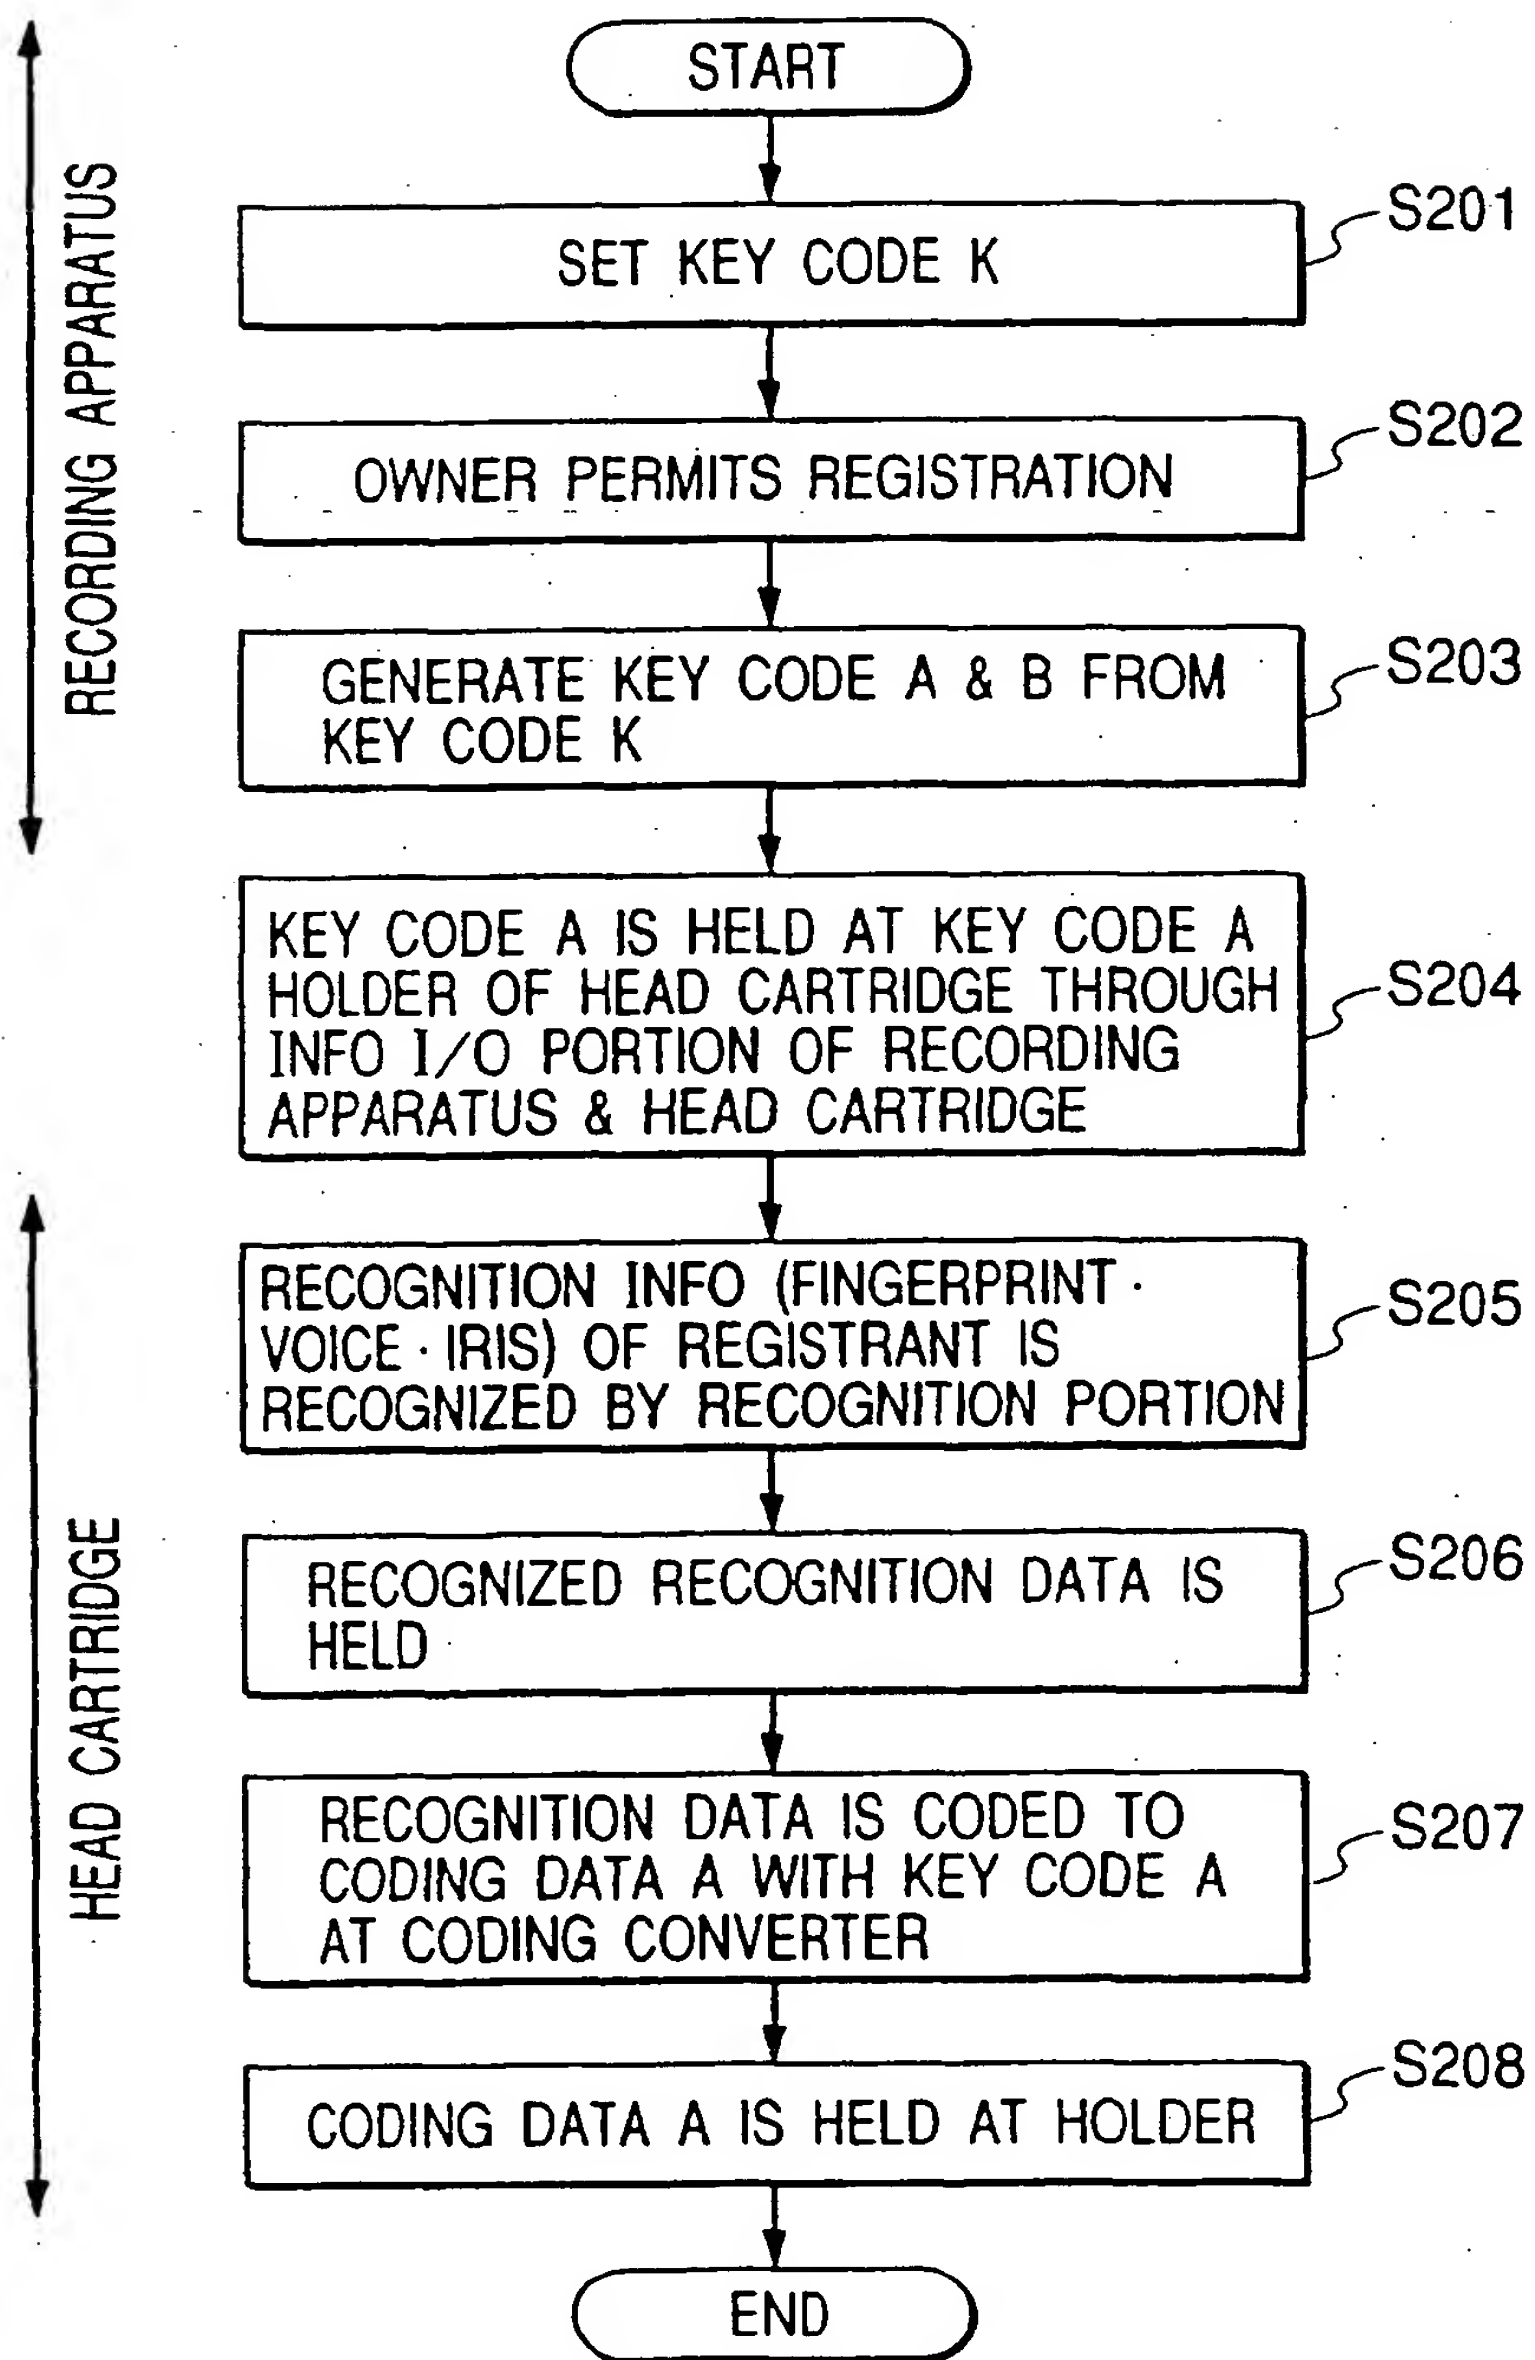 START
RECORDING APPARATUS
SET KEY CODE K
S201
OWNER PERMITS REGISTRATION
S202
GENERATE KEY CODE A & B FROM
KEY CODE K
S203
KEY CODE A IS HELD AT KEY CODE A
HOLDER OF HEAD CARTRIDGE THROUGH
INFO I/O PORTION OF RECORDING
APPARATUS & HEAD CARTRIDGE
S204
HEAD CARTRIDGE
RECOGNITION INFO (FINGERPRINT·
VOICE·IRIS) OF REGISTRANT IS
RECOGNIZED BY RECOGNITION PORTION
S205
RECOGNIZED RECOGNITION DATA IS
HELD
S206
RECOGNITION DATA IS CODED TO
CODING DATA A WITH KEY CODE A
AT CODING CONVERTER
S207
CODING DATA A IS HELD AT HOLDER
S208
END